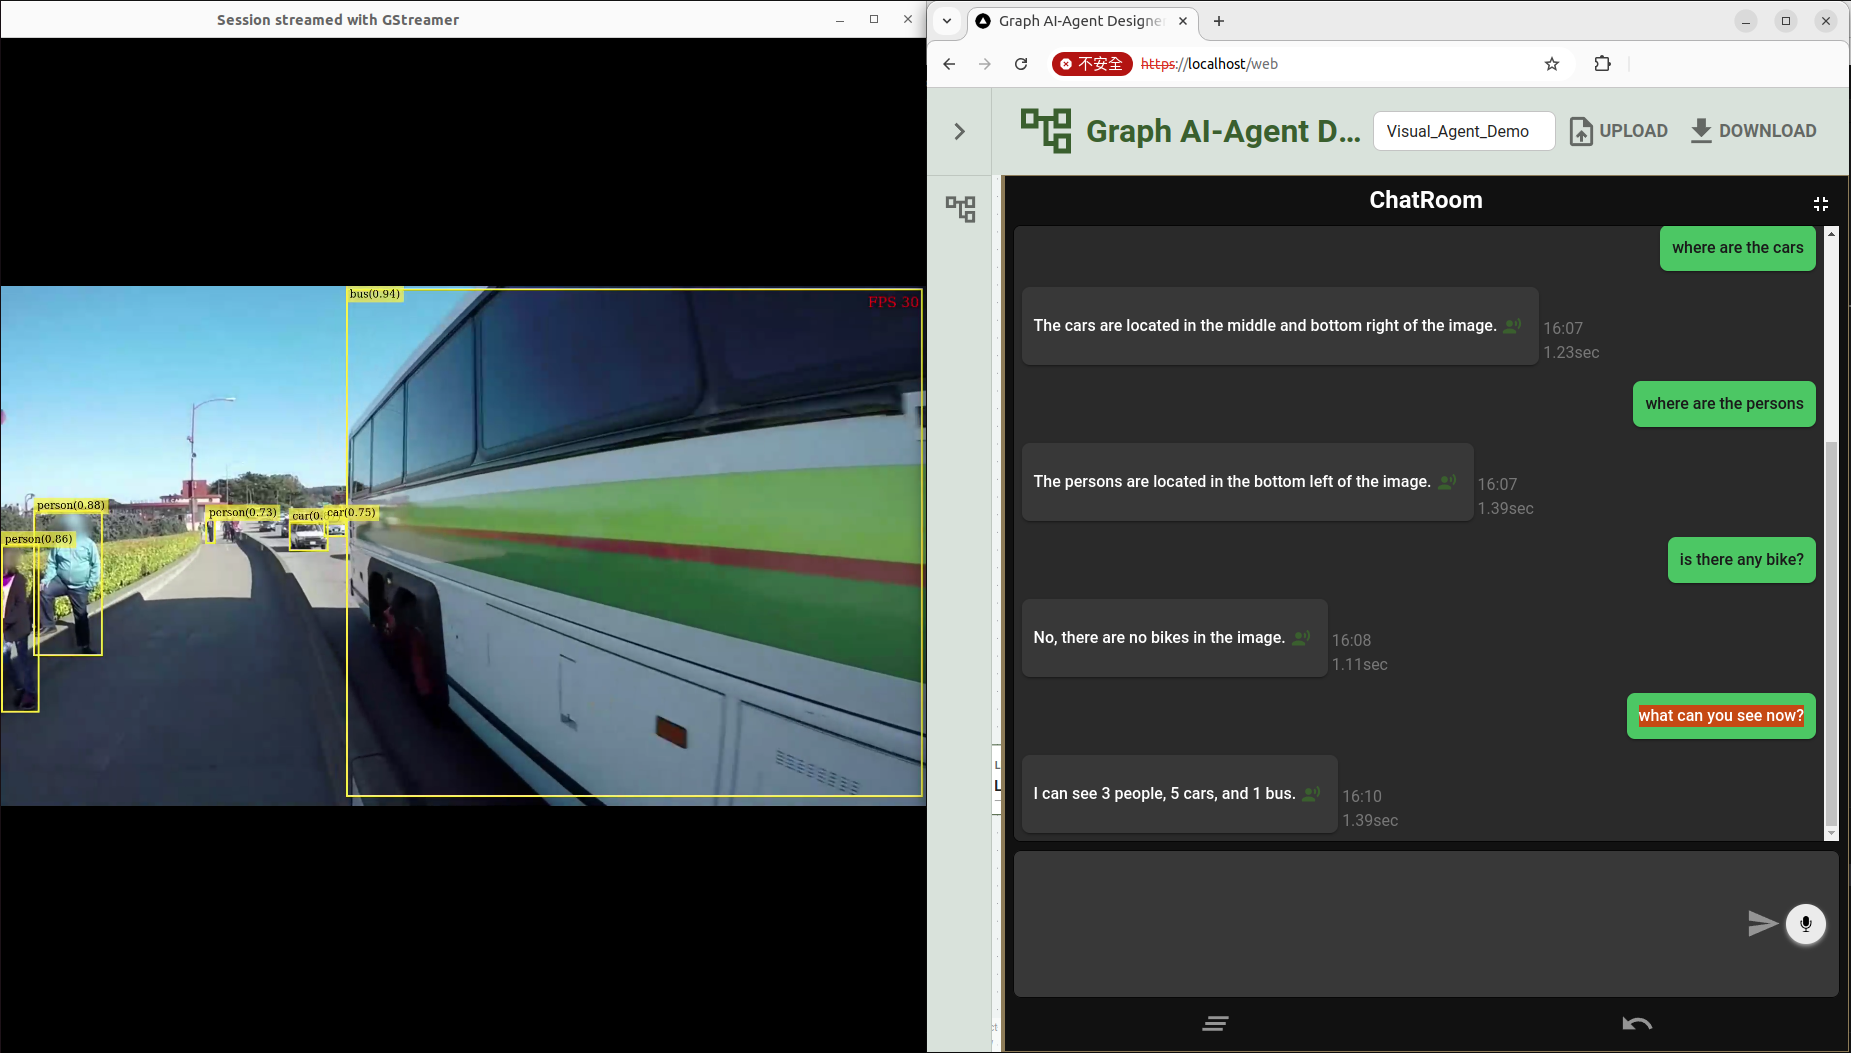 Session streamed with GStreamer
bus(0.94)
FPS 30
person(0.88)
person(0.73)
car(0.
car(0.75)
person(0.86)
Graph AI-Agent Designe
不安全
https://localhost/web
Graph AI-Agent D...
Visual_Agent_Demo
UPLOAD
DOWNLOAD
ChatRoom
where are the cars
The cars are located in the middle and bottom right of the image.
16:07
1.23sec
where are the persons
The persons are located in the bottom left of the image.
16:07
1.39sec
is there any bike?
No, there are no bikes in the image.
16:08
1.11sec
what can you see now?
I can see 3 people, 5 cars, and 1 bus.
16:10
1.39sec
L
L